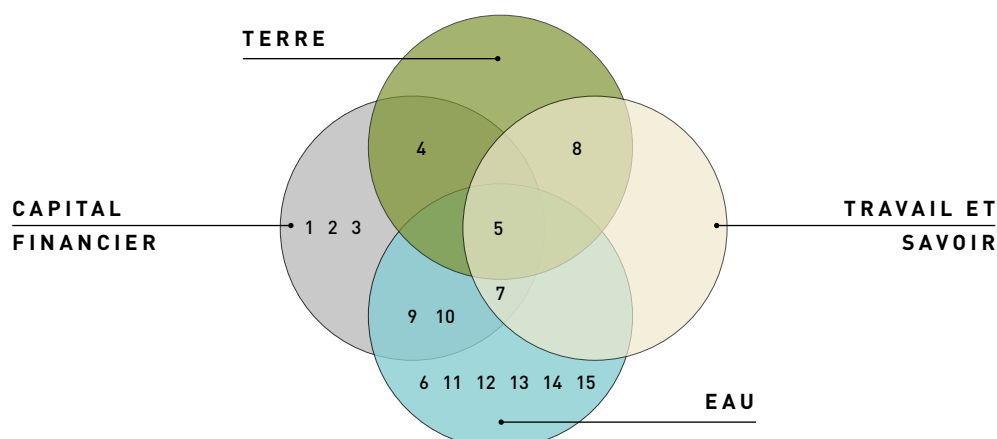 TERRE
4
8
CAPITAL
FINANCIER
1 2 3
5
TRAVAIL ET
SAVOIR
7
9 10
6 11 12 13 14 15
EAU